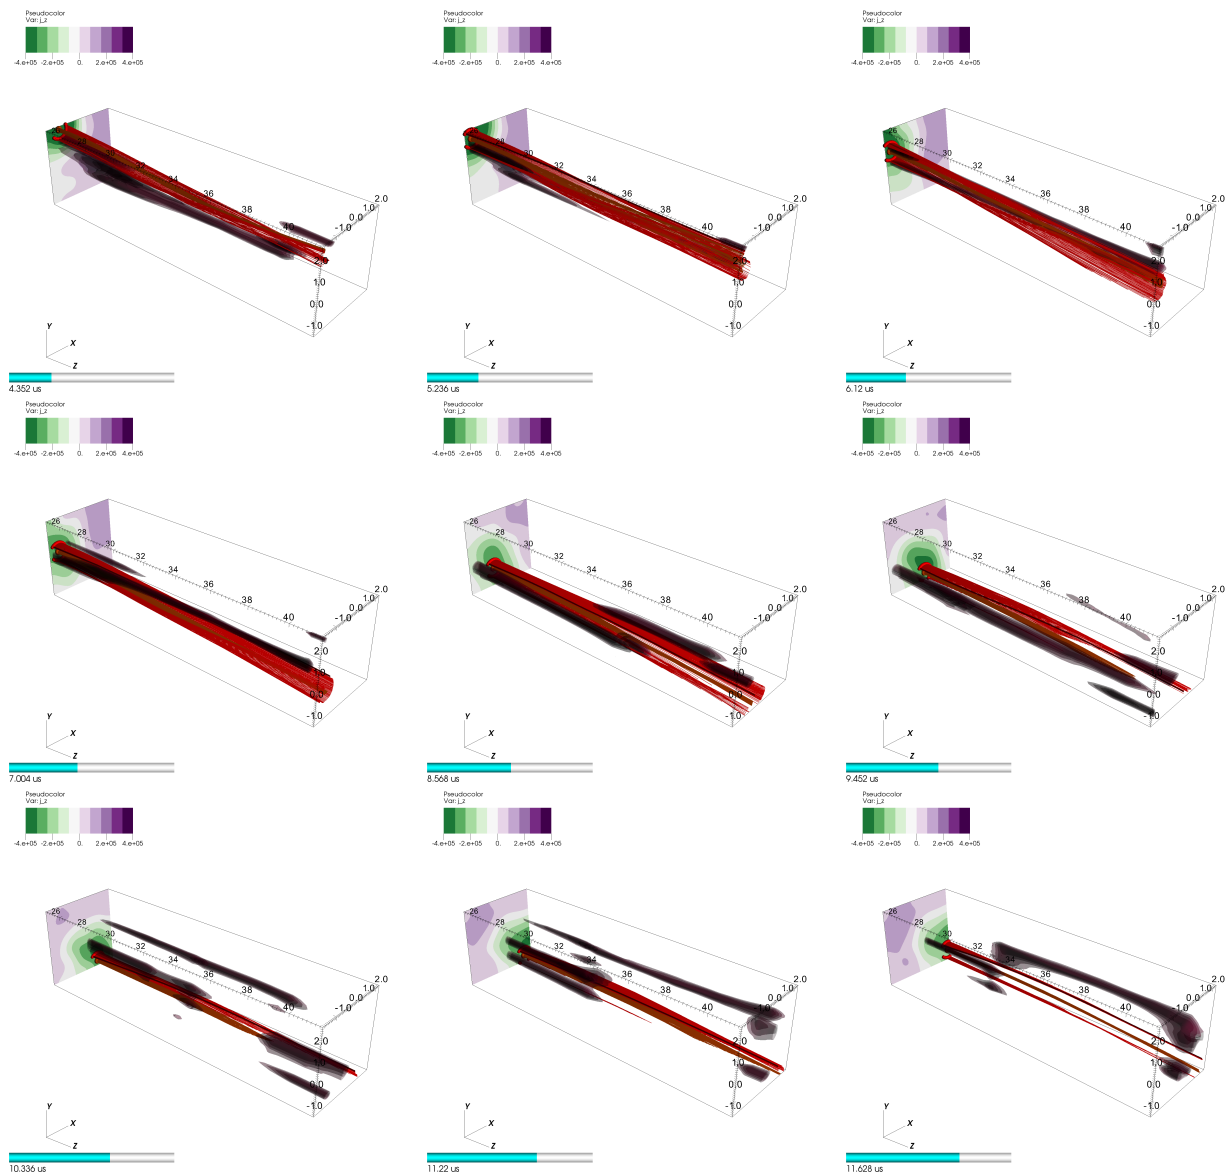 Pseudocolor
Var: j_z
-4.e+05 -2.e+05 0. 2.e+05 4.e+05
Pseudocolor
Var: j_z
-4.e+05 -2.e+05 0. 2.e+05 4.e+05
Pseudocolor
Var: j_z
-4.e+05 -2.e+05 0. 2.e+05 4.e+05
34 36 38 40 2.0 1.0 0.0 -1.0 2.0 1.0 0.0 -1.0
Y X Z
4.352 us
30 32 34 36 38 40 2.0 1.0 0.0 -1.0 2.0 1.0 0.0 -1.0
Y X Z
5.236 us
26 30 32 34 36 38 40 2.0 1.0 0.0 -1.0 2.0 1.0 0.0 -1.0
Y X Z
6.12 us
Pseudocolor
Var: j_z
-4.e+05 -2.e+05 0. 2.e+05 4.e+05
Pseudocolor
Var: j_z
-4.e+05 -2.e+05 0. 2.e+05 4.e+05
Pseudocolor
Var: j_z
-4.e+05 -2.e+05 0. 2.e+05 4.e+05
26 28 30 32 34 36 38 40 2.0 1.0 0.0 -1.0 2.0 1.0 0.0 -1.0
Y X Z
7.004 us
26 28 30 32 34 36 38 40 2.0 1.0 0.0 -1.0 2.0 1.0 0.0 -1.0
Y X Z
8.568 us
26 28 30 32 34 36 38 40 2.0 1.0 0.0 -1.0 2.0 1.0 0.0 -1.0
Y X Z
9.452 us
Pseudocolor
Var: j_z
-4.e+05 -2.e+05 0. 2.e+05 4.e+05
Pseudocolor
Var: j_z
-4.e+05 -2.e+05 0. 2.e+05 4.e+05
Pseudocolor
Var: j_z
-4.e+05 -2.e+05 0. 2.e+05 4.e+05
26 28 30 32 34 36 38 40 2.0 1.0 0.0 -1.0 2.0 1.0 0.0 -1.0
Y X Z
10.336 us
26 28 30 32 34 36 38 40 2.0 1.0 0.0 -1.0 2.0 1.0 0.0 -1.0
Y X Z
11.22 us
26 28 30 32 34 36 38 40 2.0 1.0 0.0 -1.0 2.0 1.0 0.0 -1.0
Y X Z
11.628 us